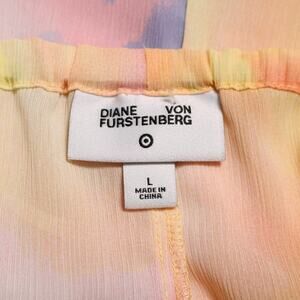 DIANE VON
FURSTENBERG
L
MADE IN
CHINA